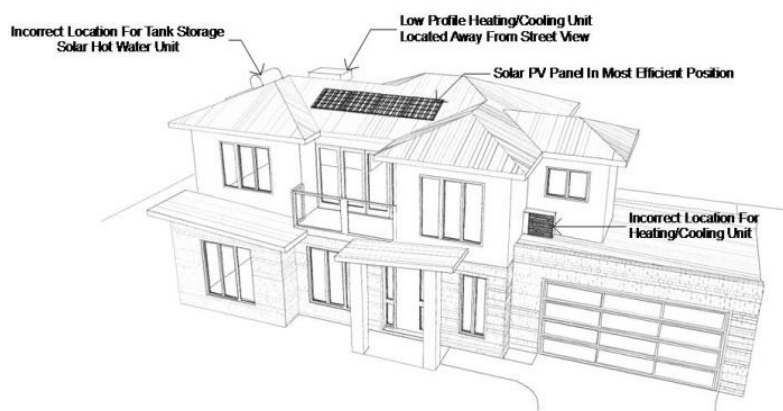 Incorrect Location For Tank Storage
Solar Hot Water Unit
Low Profile Heating/Cooling Unit
Located Away From Street View
Solar PV Panel In Most Efficient Position
Incorrect Location For
Heating/Cooling Unit